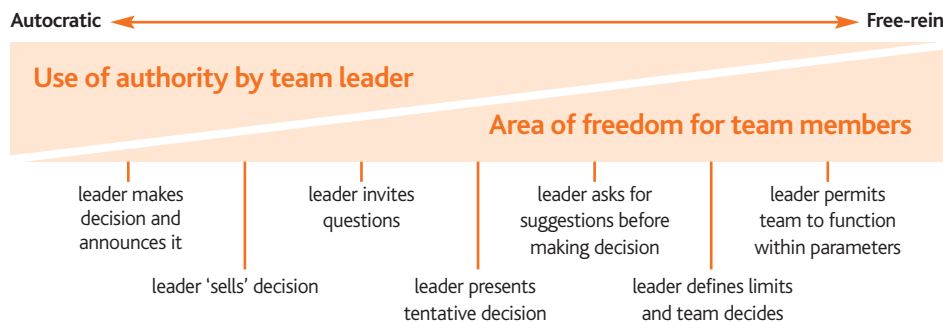 Autocratic
Free-rein
Use of authority by team leader
Area of freedom for team members
leader makes
decision and
announces it
leader ‘sells’ decision
leader invites
questions
leader presents
tentative decision
leader asks for
suggestions before
making decision
leader defines limits
and team decides
leader permits
team to function
within parameters